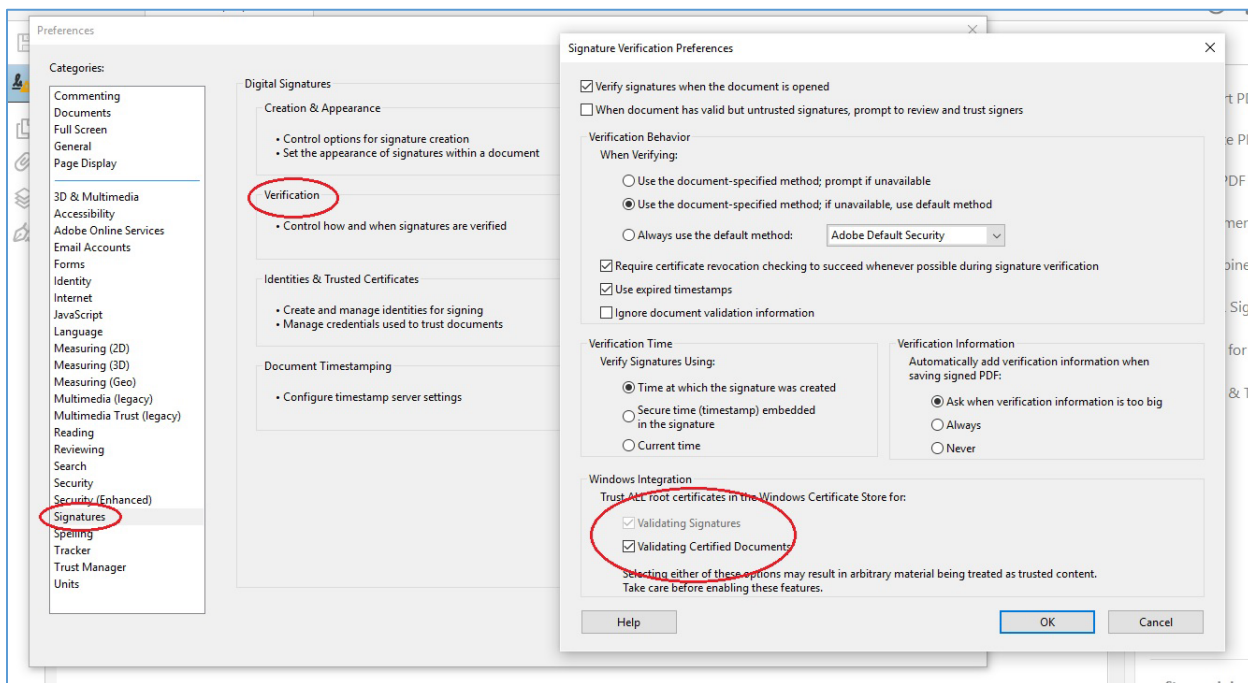 Preferences
Categories:
Commenting
Documents
Full Screen
General
Page Display
3D & Multimedia
Accessibility
Adobe Online Services
Email Accounts
Forms
Identity
Internet
JavaScript
Language
Measuring (2D)
Measuring (3D)
Measuring (Geo)
Multimedia (legacy)
Multimedia Trust (legacy)
Reading
Reviewing
Search
Security
Security (Enhanced)
Signatures
Spelling
Tracker
Trust Manager
Units
Digital Signatures
Creation & Appearance
• Control options for signature creation
• Set the appearance of signatures within a document
Verification
• Control how and when signatures are verified
Identities & Trusted Certificates
• Create and manage identities for signing
• Manage credentials used to trust documents
Document Timestamping
• Configure timestamp server settings
Signature Verification Preferences
Verify signatures when the document is opened
When document has valid but untrusted signatures, prompt to review and trust signers
Verification Behavior
When Verifying:
Use the document-specified method; prompt if unavailable
Use the document-specified method; if unavailable, use default method
Always use the default method: Adobe Default Security
Require certificate revocation checking to succeed whenever possible during signature verification
Use expired timestamps
Ignore document validation information
Verification Time
Verify Signatures Using:
Time at which the signature was created
Secure time (timestamp) embedded
in the signature
Current time
Verification Information
Automatically add verification information when
saving signed PDF:
Ask when verification information is too big
Always
Never
Windows Integration
Trust ALL root certificates in the Windows Certificate Store for:
Validating Signatures
Validating Certified Documents
Selecting either of these options may result in arbitrary material being treated as trusted content.
Take care before enabling these features.
Help
OK
Cancel
PDF
for